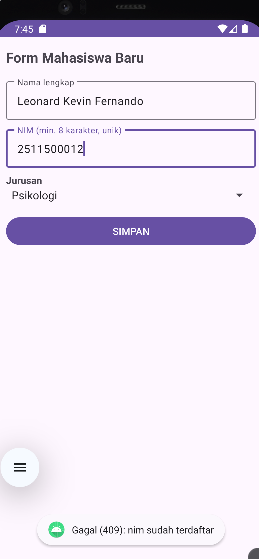 7:45
Form Mahasiswa Baru
Nama lengkap
Leonard Kevin Fernando
NIM (min. 8 karakter, unik)
2511500012
Jurusan
Psikologi
SIMPAN
Gagal (409): nim sudah terdaftar